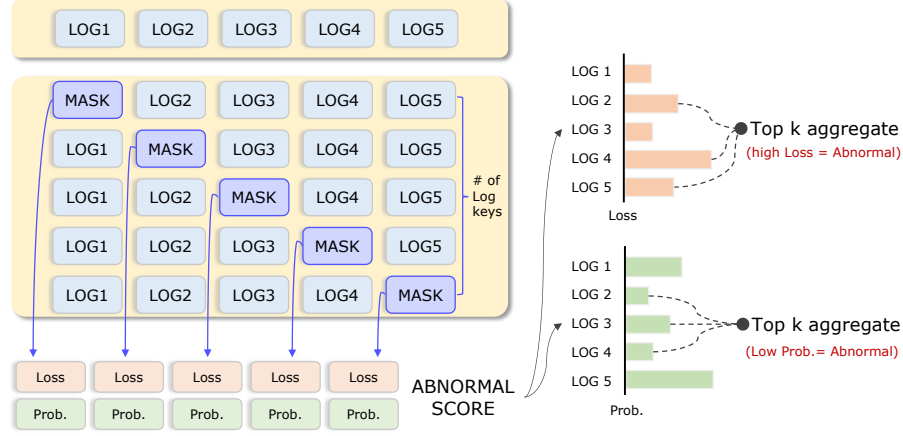 LOG1 LOG2 LOG3 LOG4 LOG5
MASK LOG2 LOG3 LOG4 LOG5
LOG1 MASK LOG3 LOG4 LOG5
LOG1 LOG2 MASK LOG4 LOG5
LOG1 LOG2 LOG3 MASK LOG5
LOG1 LOG2 LOG3 LOG4 MASK
# of
Log
keys
Loss Loss Loss Loss Loss
Prob. Prob. Prob. Prob. Prob.
ABNORMAL
SCORE
LOG 1
LOG 2
LOG 3
LOG 4
LOG 5
Loss
Top k aggregate
(high Loss = Abnormal)
LOG 1
LOG 2
LOG 3
LOG 4
LOG 5
Prob.
Top k aggregate
(Low Prob.= Abnormal)